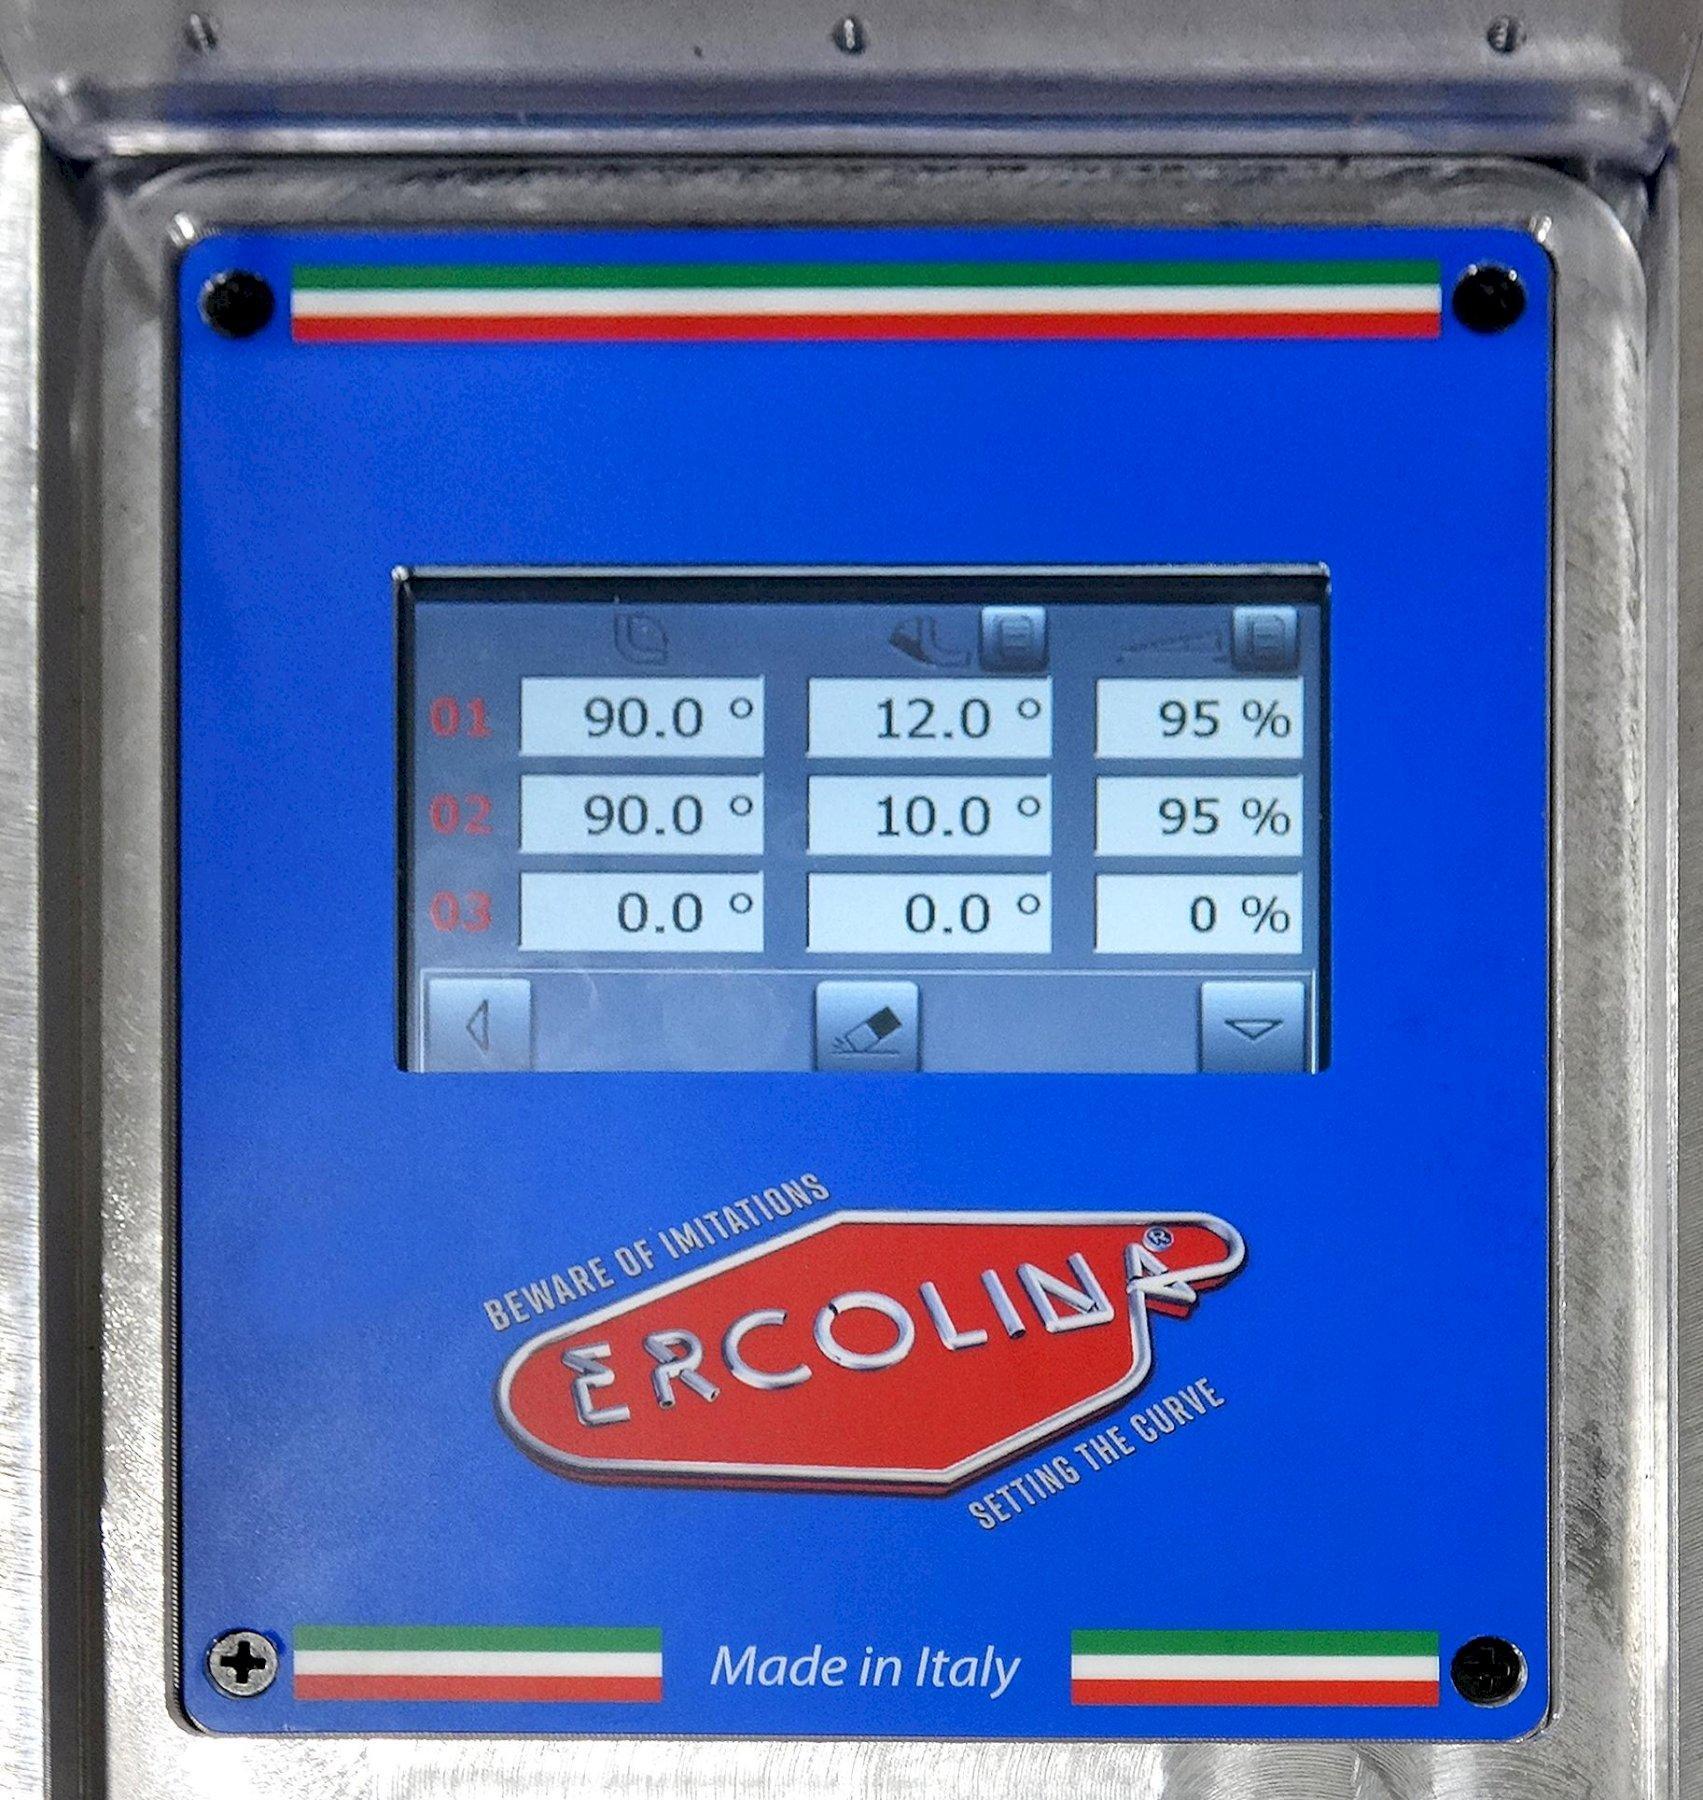 01 90.0 ° 12.0 ° 95 %
02 90.0 ° 10.0 ° 95 %
03 0.0 ° 0.0 ° 0 %
BEWARE OF IMITATIONS
ERCOLINA®
SETTING THE CURVE
Made in Italy